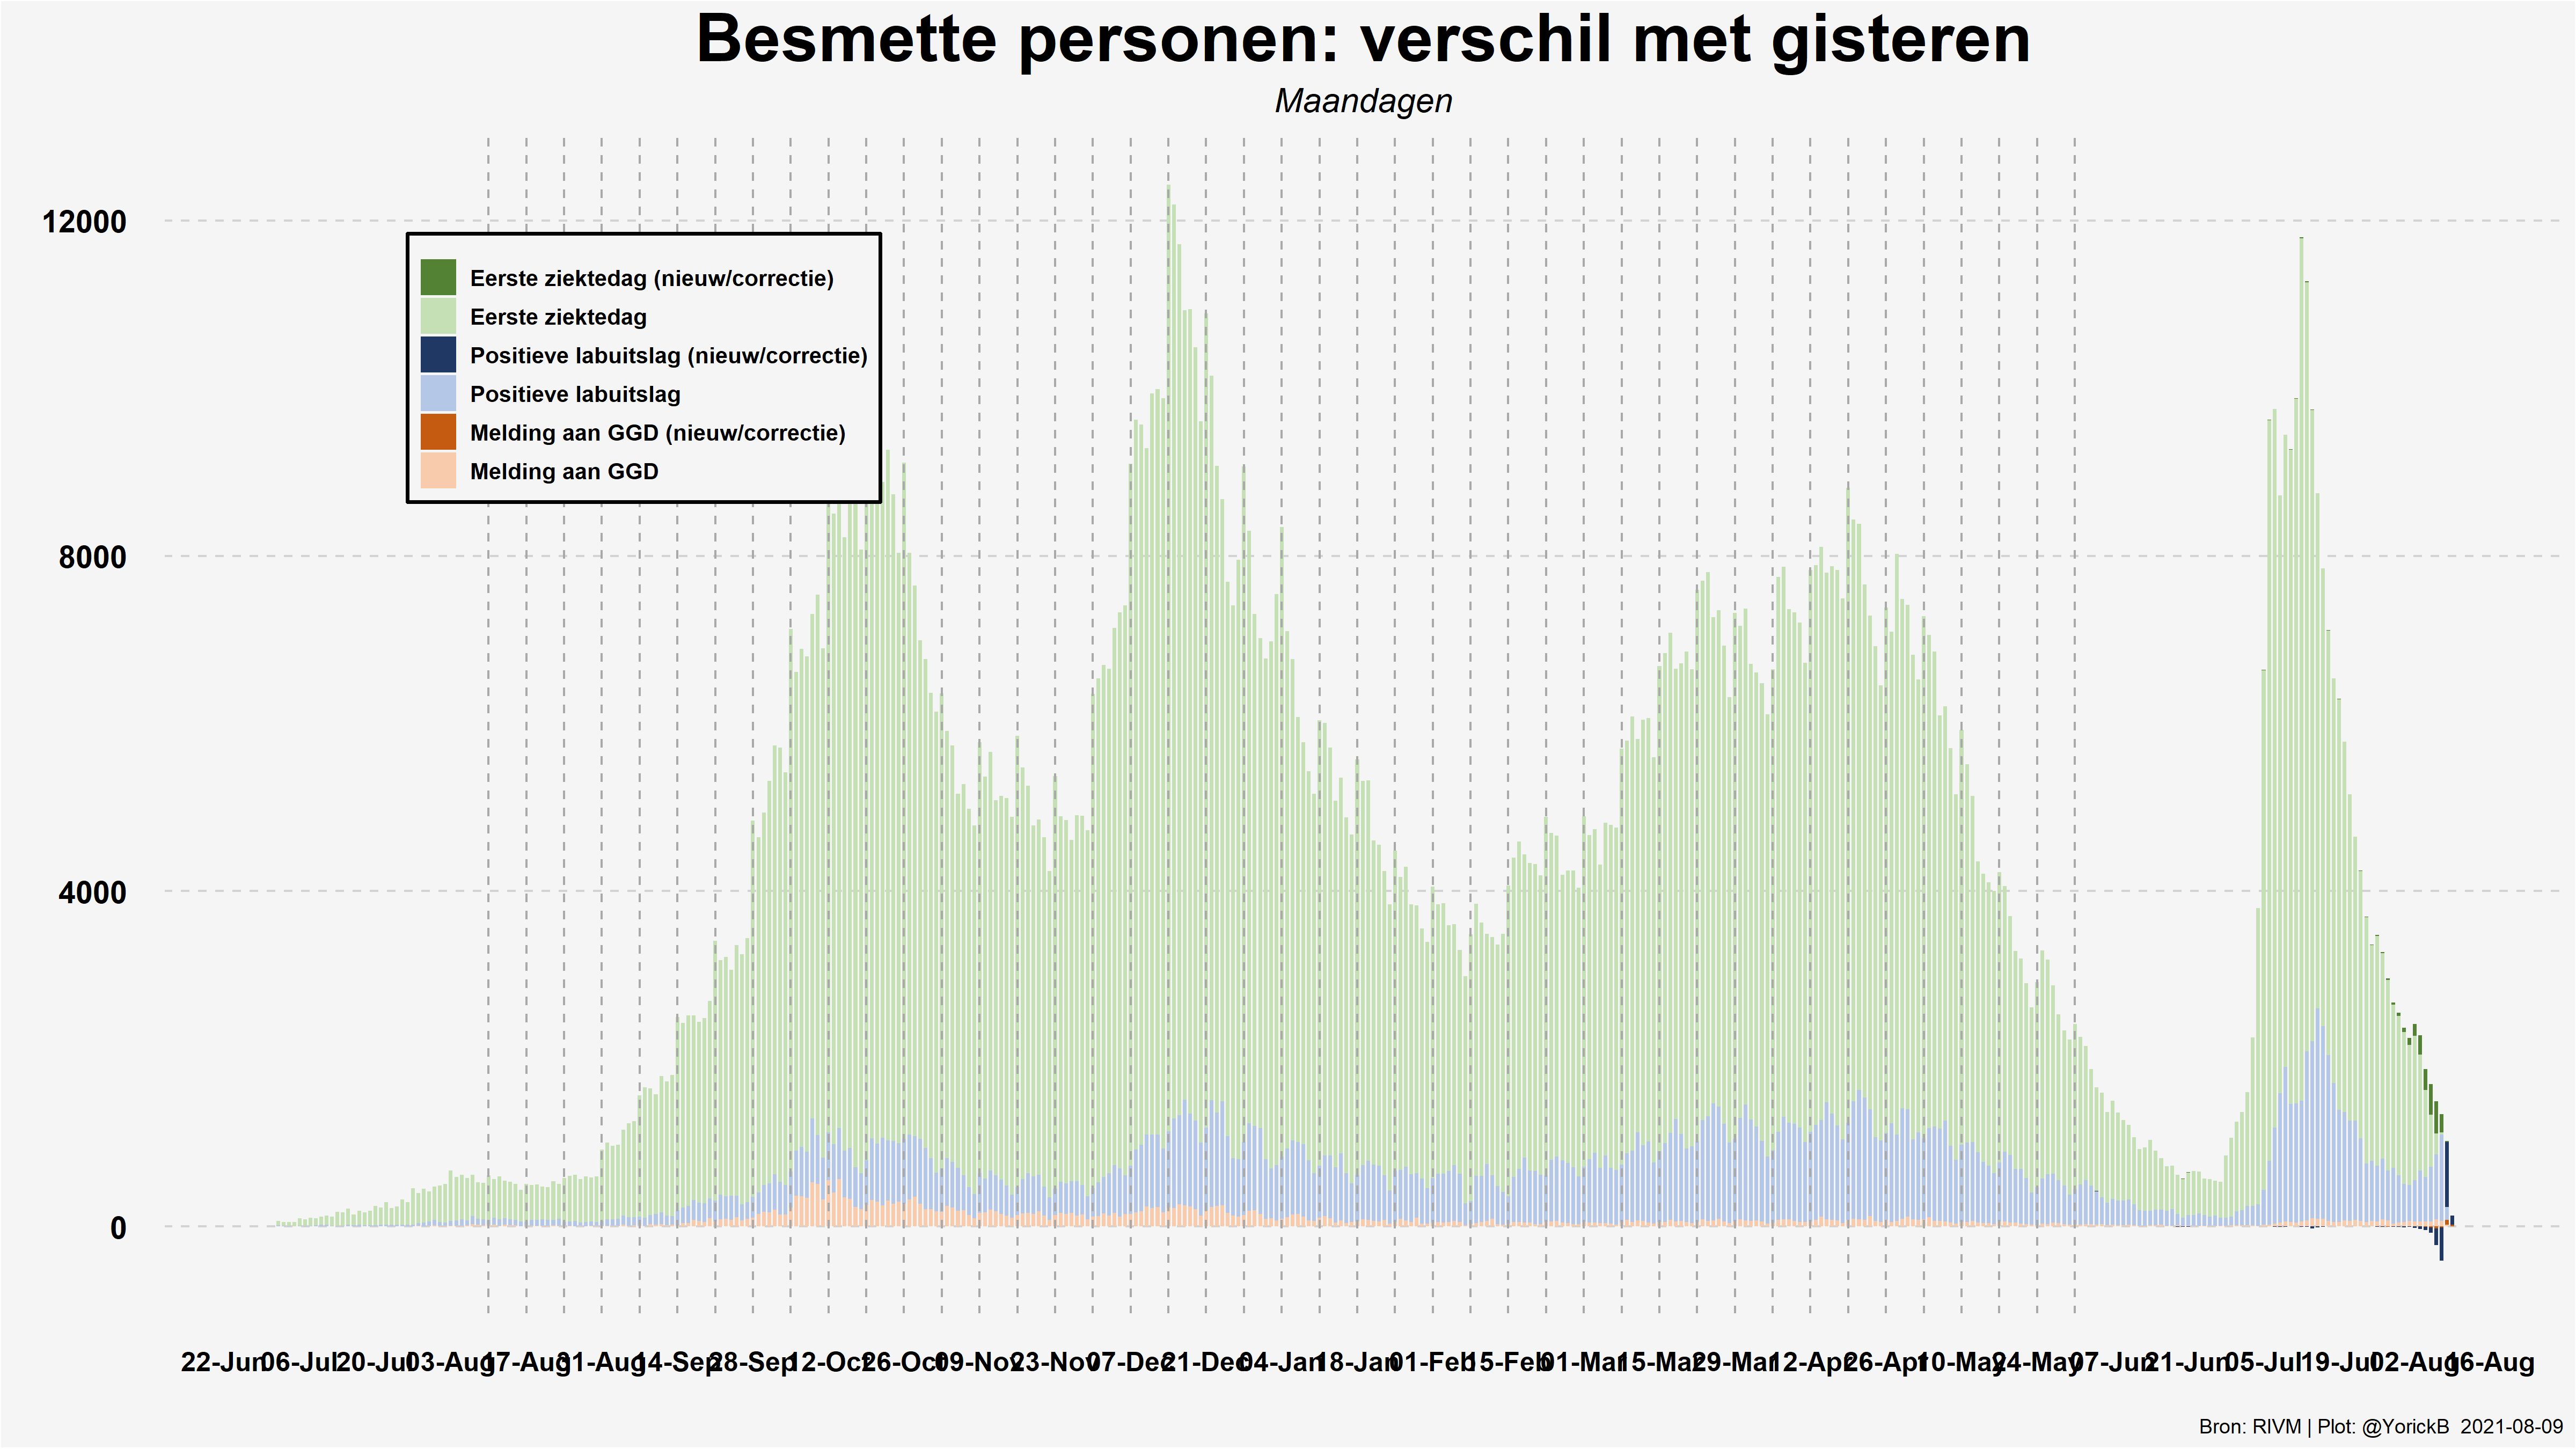 Besmette personen: verschil met gisteren
Maandagen
12000
8000
4000
0
Eerste ziektedag (nieuw/correctie)
Eerste ziektedag
Positieve labuitslag (nieuw/correctie)
Positieve labuitslag
Melding aan GGD (nieuw/correctie)
Melding aan GGD
22-Jun 06-Jul 20-Jul 03-Aug 17-Aug 31-Aug 14-Sep 28-Sep 12-Oct 26-Oct 09-Nov 23-Nov 07-Dec 21-Dec 04-Jan 18-Jan 01-Feb 15-Feb 01-Mar 15-Mar 29-Mar 12-Apr 26-Apr 10-May 24-May 07-Jun 21-Jun 05-Jul 19-Jul 02-Aug 16-Aug
Bron: RIVM | Plot: @YorickB 2021-08-09